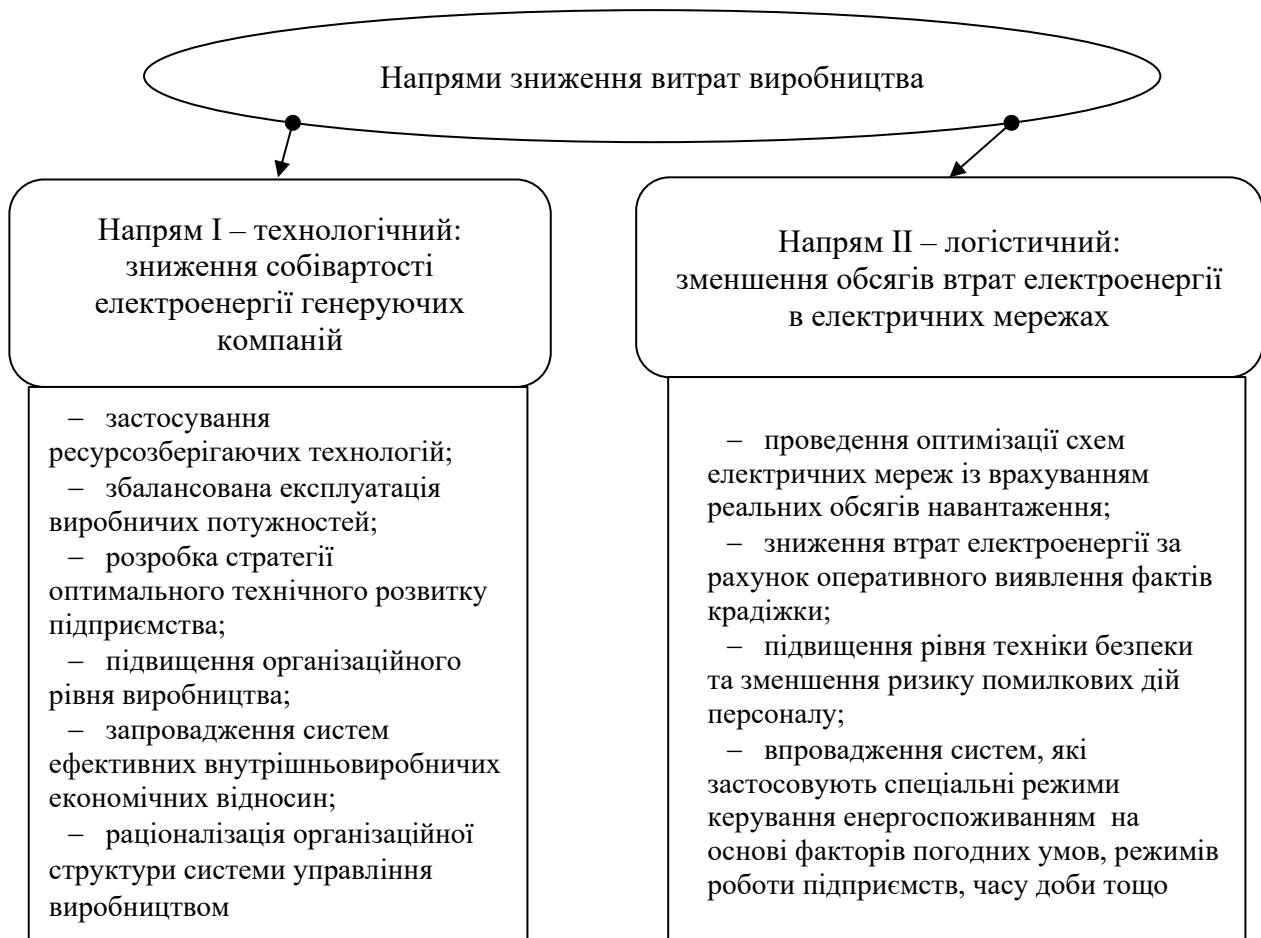 Напрями зниження витрат виробництва
Напрям І – технологічний:
зниження собівартості
електроенергії генеруючих
компаній
– застосування
ресурсозберігаючих технологій;
– збалансована експлуатація
виробничих потужностей;
– розробка стратегії
оптимального технічного розвитку
підприємства;
– підвищення організаційного
рівня виробництва;
– запровадження систем
ефективних внутрішньовиробничих
економічних відносин;
– раціоналізація організаційної
структури системи управління
виробництвом
Напрям ІІ – логістичний:
зменшення обсягів втрат електроенергії
в електричних мережах
– проведення оптимізації схем
електричних мереж із врахуванням
реальних обсягів навантаження;
– зниження втрат електроенергії за
рахунок оперативного виявлення фактів
крадіжки;
– підвищення рівня техніки безпеки
та зменшення ризику помилкових дій
персоналу;
– впровадження систем, які
застосовують спеціальні режими
керування енергоспоживанням на
основі факторів погодних умов, режимів
роботи підприємств, часу доби тощо